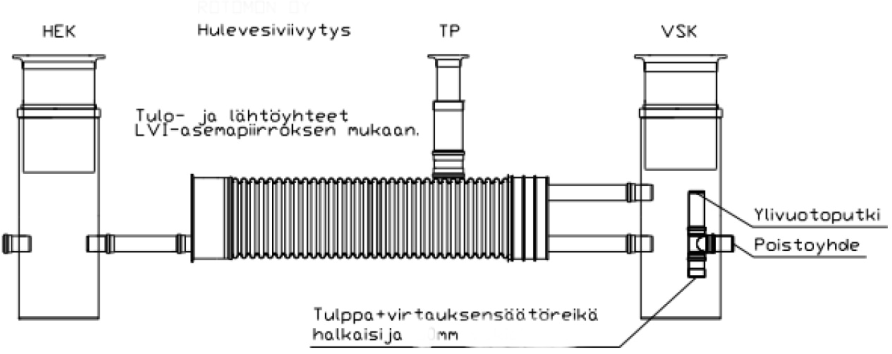 HEK
Hulevesiviivytys
TP
VSK
Tulo- ja lähtöyhteet
LVI-asemapiirroksen mukaan.
Ylivuotoputki
Poistoyhde
Tulppa+virtauksensäätöreikä
halkaisija mm